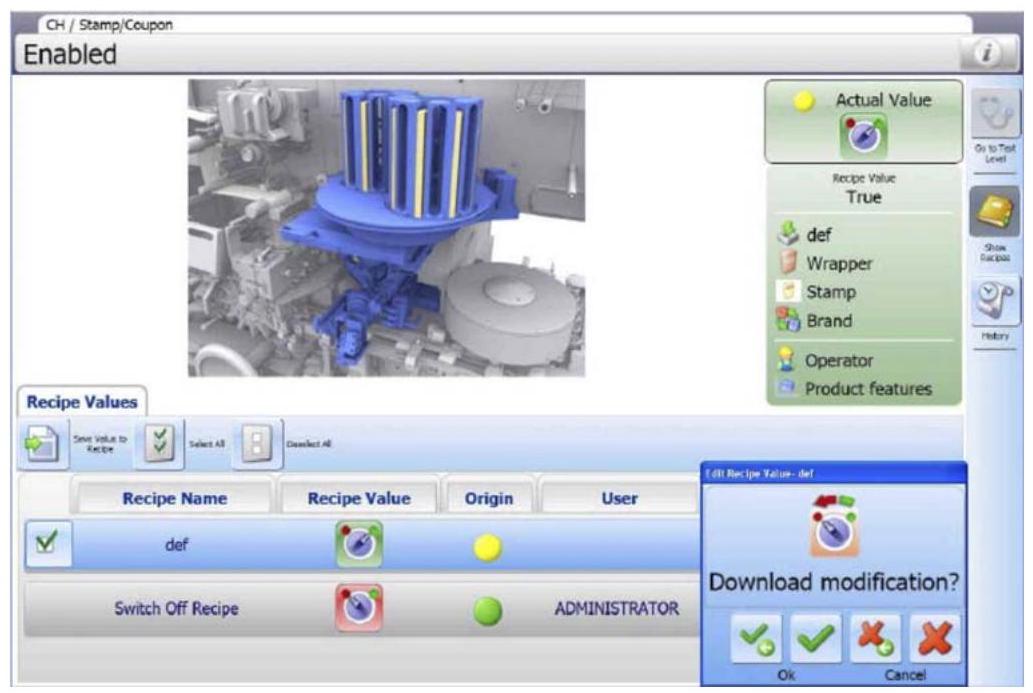 CH / Stamp/Coupon
Enabled
Actual Value
Go to Test
Level
Recipe Value
True
Show
Recipes
def
Wrapper
Stamp
Brand
History
Operator
Product features
Recipe Values
Save Value to
Recipe
Select All
Deselect All
Edit Recipe Value- def
Recipe Name
Recipe Value
Origin
User
def
Download modification?
Switch Off Recipe
ADMINISTRATOR
Ok
Cancel